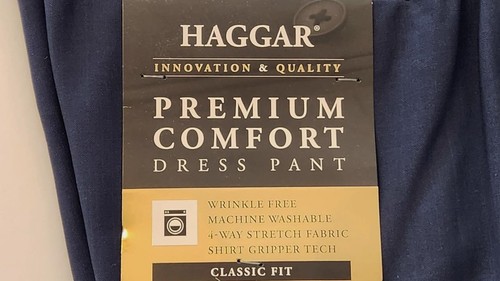 HAGGAR®
INNOVATION & QUALITY
PREMIUM
COMFORT
DRESS PANT
WRINKLE FREE
MACHINE WASHABLE
4-WAY STRETCH FABRIC
SHIRT GRIPPER TECH
CLASSIC FIT